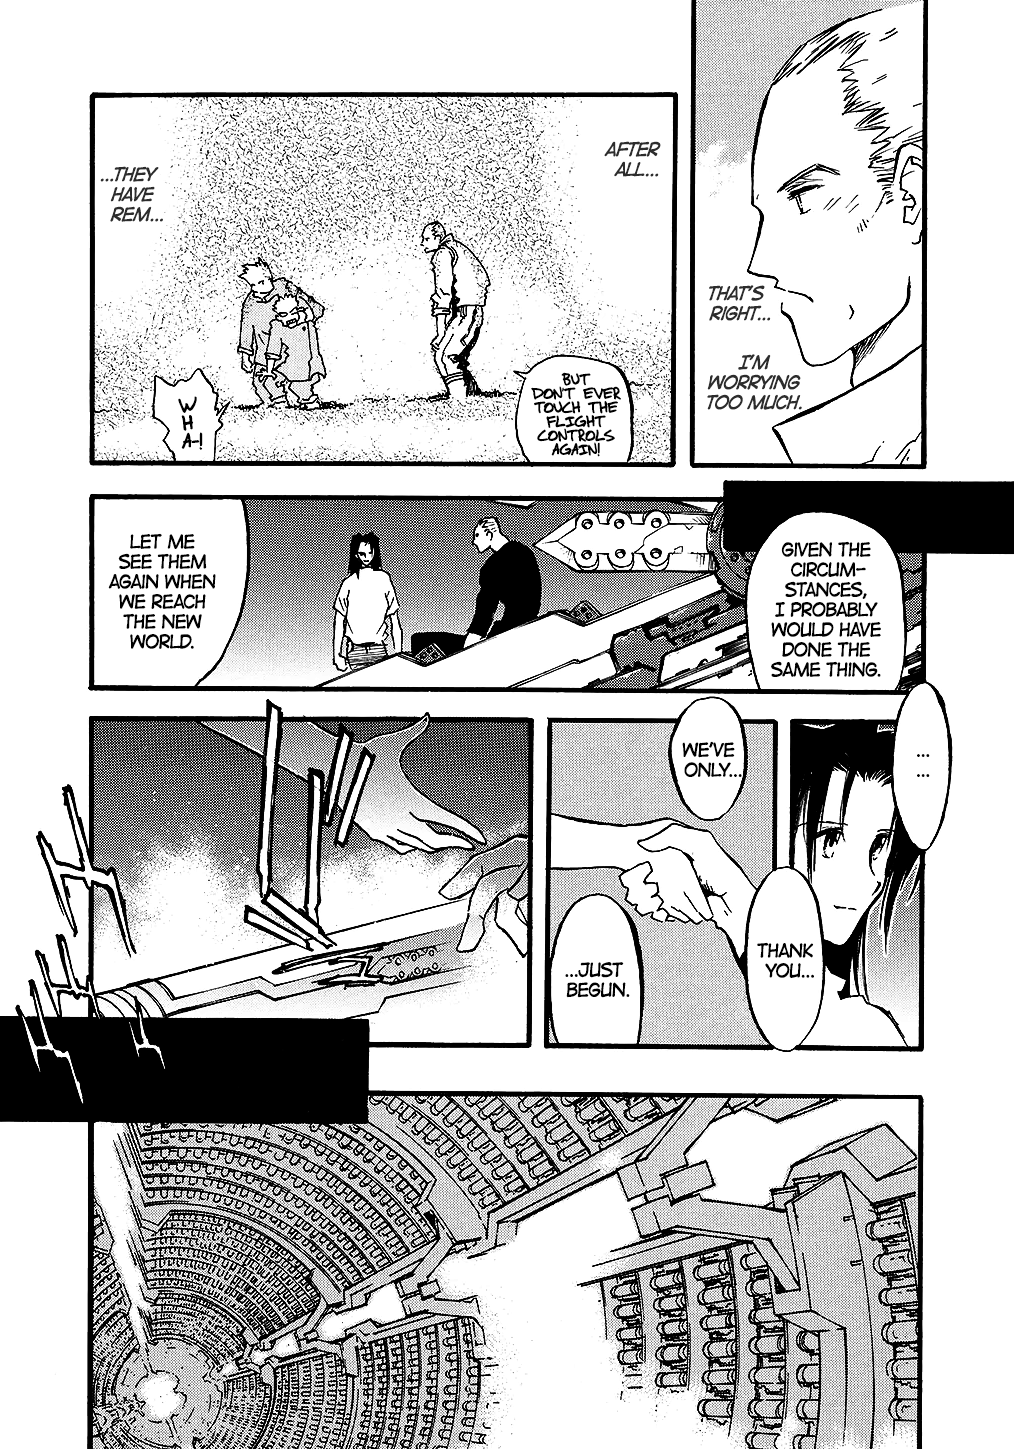 THAT'S
RIGHT...
I'M
WORRYING
TOO MUCH.
AFTER
ALL...
...THEY
HAVE
REM...
BUT
DON'T EVER
TOUCH THE
FLIGHT
CONTROLS
AGAIN!
W
H
A-!
GIVEN THE
CIRCUM-
STANCES,
I PROBABLY
WOULD HAVE
DONE THE
SAME THING.
LET ME
SEE THEM
AGAIN WHEN
WE REACH
THE NEW
WORLD.
...
...
THANK
YOU...
WE'VE
ONLY...
...JUST
BEGUN.